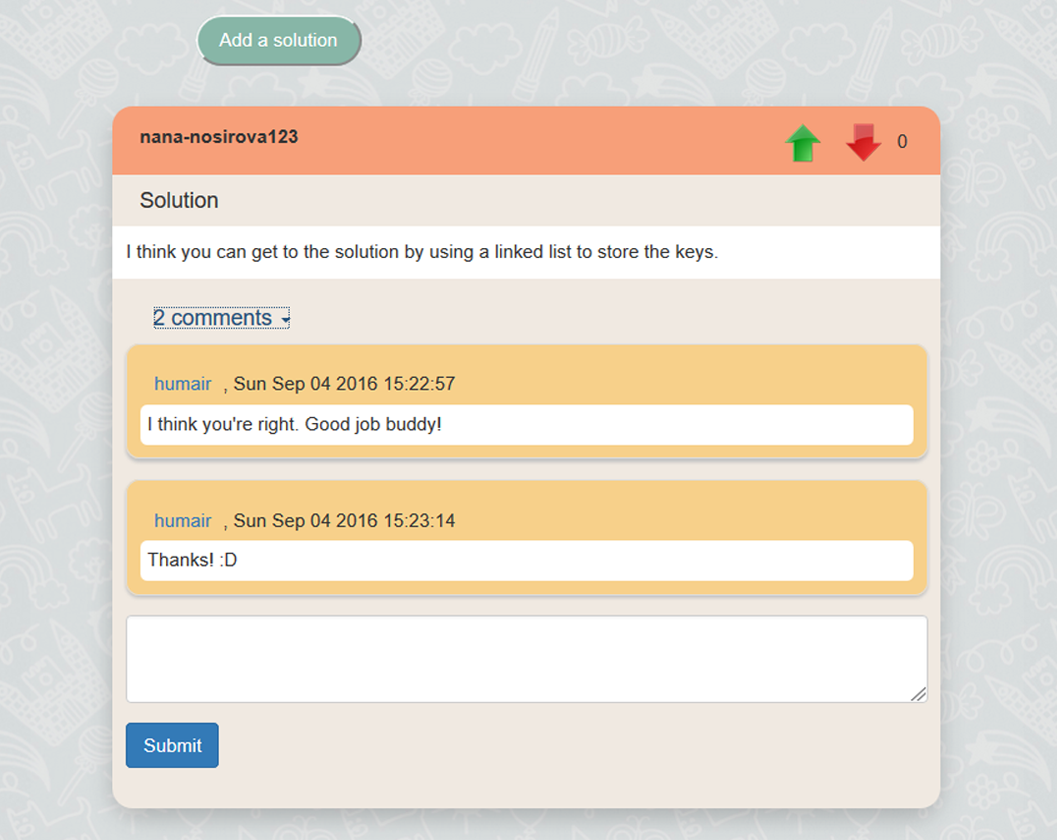 Add a solution
nana-nosirova123
0
Solution
I think you can get to the solution by using a linked list to store the keys.
2 comments
humair , Sun Sep 04 2016 15:22:57
I think you're right. Good job buddy!
humair , Sun Sep 04 2016 15:23:14
Thanks! :D
Submit